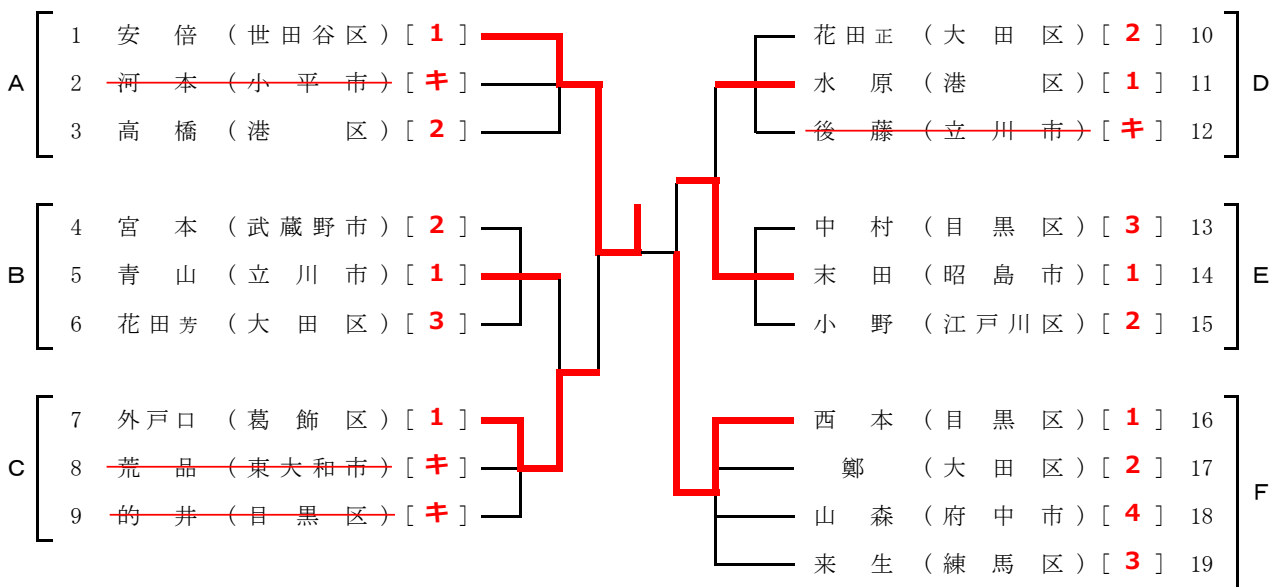 A
1 安倍（世田谷区）[ 1 ]
2 河本（小平市）[ キ ]
3 高橋（港区）[ 2 ]
B
4 宮本（武蔵野市）[ 2 ]
5 青山（立川市）[ 1 ]
6 花田芳（大田区）[ 3 ]
C
7 外戸口（葛飾区）[ 1 ]
8 荒品（東大和市）[ キ ]
9 的井（目黒区）[ キ ]
花田正（大田区）[ 2 ] 10
水原（港区）[ 1 ] 11
後藤（立川市）[ キ ] 12
D
中村（目黒区）[ 3 ] 13
末田（昭島市）[ 1 ] 14
小野（江戸川区）[ 2 ] 15
E
西本（目黒区）[ 1 ] 16
鄭（大田区）[ 2 ] 17
山森（府中市）[ 4 ] 18
来生（練馬区）[ 3 ] 19
F